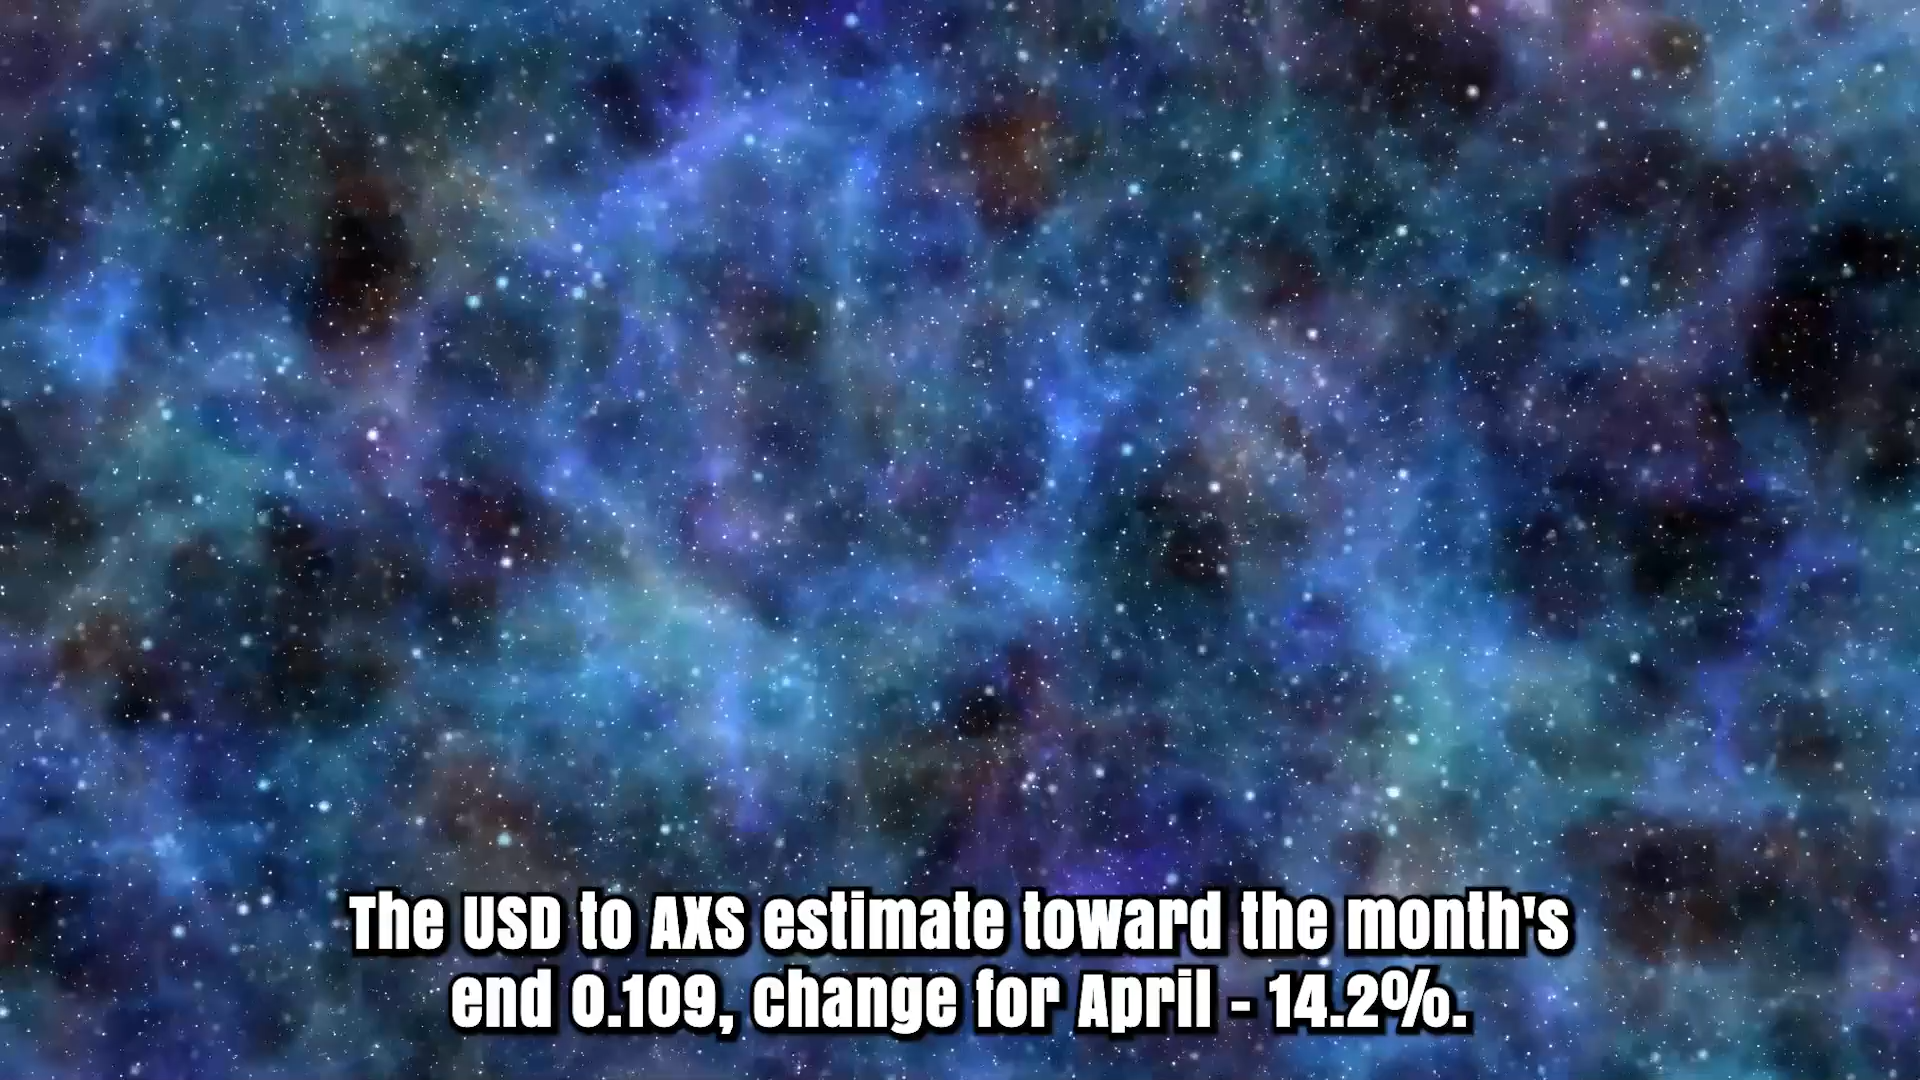 The USD to AXS estimate toward the month's
end 0.109, change for April - 14.2%.